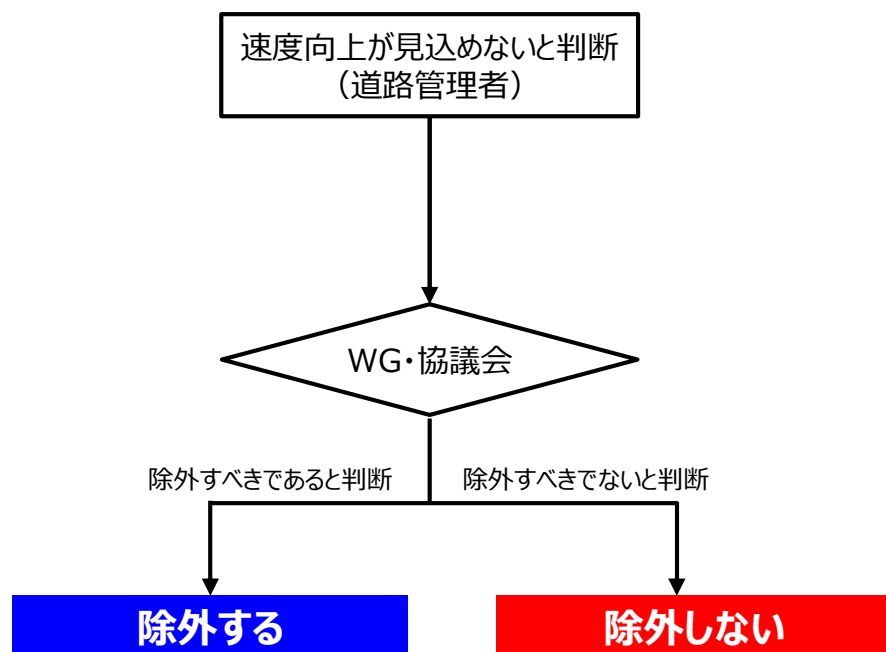 速度向上が見込めないと判断
（道路管理者）
WG・協議会
除外すべきであると判断
除外すべきでないと判断
除外する
除外しない